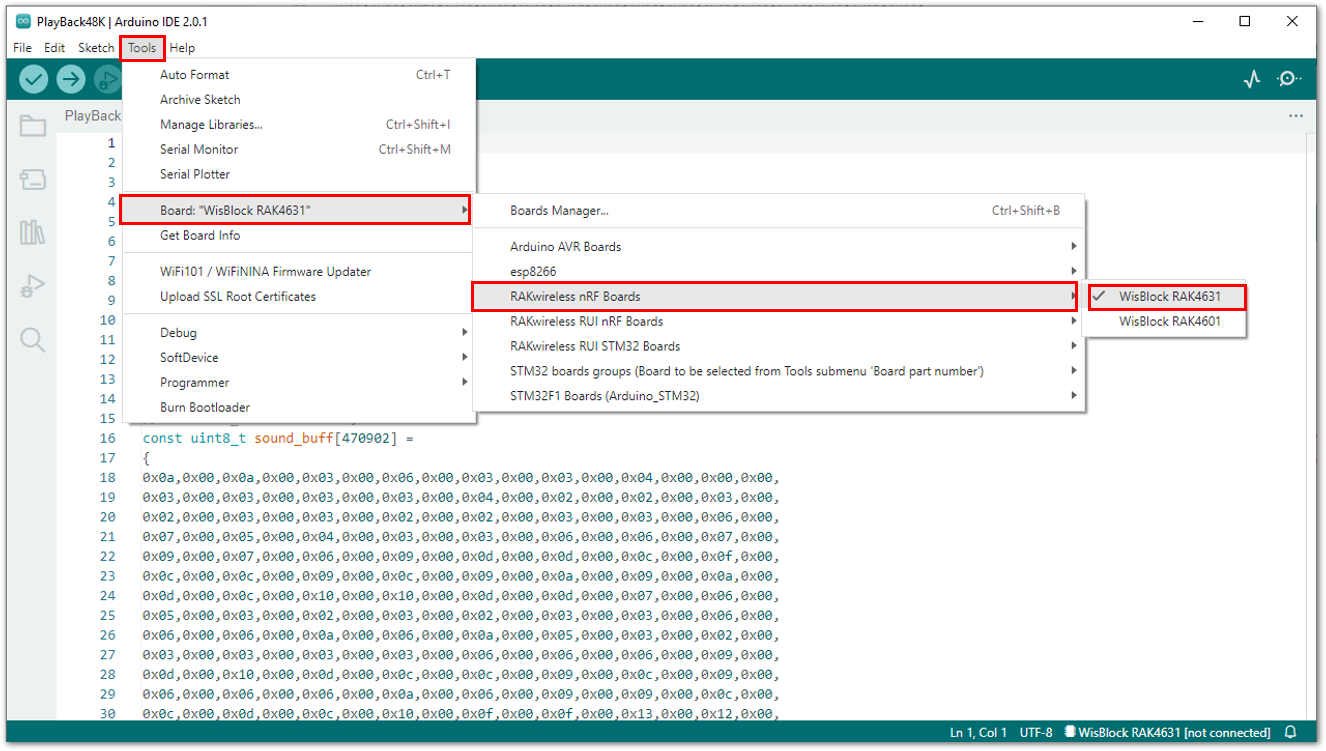 PlayBack48K | Arduino IDE 2.0.1
File Edit Sketch Tools Help
Auto Format Ctrl+T
Archive Sketch
PlayBack
Manage Libraries... Ctrl+Shift+I
1
Serial Monitor Ctrl+Shift+M
2
Serial Plotter
3
4
Board: "WisBlock RAK4631"
Boards Manager... Ctrl+Shift+B
5
Get Board Info
6
Arduino AVR Boards
7
WiFi101 / WiFiNINA Firmware Updater
esp8266
8
Upload SSL Root Certificates
RAKwireless nRF Boards
WisBlock RAK4631
9
RAKwireless RUI nRF Boards
WisBlock RAK4601
10
Debug
11
RAKwireless RUI STM32 Boards
SoftDevice
12
STM32 boards groups (Board to be selected from Tools submenu 'Board part number')
13
Programmer
STM32F1 Boards (Arduino_STM32)
14
Burn Bootloader
15
16 const uint8_t sound_buff[470902] =
17 {
18 0x0a,0x00,0x0a,0x00,0x03,0x00,0x06,0x00,0x03,0x00,0x03,0x00,0x04,0x00,0x00,0x00,
19 0x03,0x00,0x03,0x00,0x03,0x00,0x03,0x00,0x04,0x00,0x02,0x00,0x02,0x00,0x03,0x00,
20 0x02,0x00,0x03,0x00,0x03,0x00,0x02,0x00,0x02,0x00,0x03,0x00,0x03,0x00,0x06,0x00,
21 0x07,0x00,0x05,0x00,0x04,0x00,0x03,0x00,0x03,0x00,0x06,0x00,0x06,0x00,0x07,0x00,
22 0x09,0x00,0x07,0x00,0x06,0x00,0x09,0x00,0x0d,0x00,0x0d,0x00,0x0c,0x00,0x0f,0x00,
23 0x0c,0x00,0x0c,0x00,0x09,0x00,0x0c,0x00,0x09,0x00,0x0a,0x00,0x09,0x00,0x0a,0x00,
24 0x0d,0x00,0x0c,0x00,0x10,0x00,0x10,0x00,0x0d,0x00,0x0d,0x00,0x07,0x00,0x06,0x00,
25 0x05,0x00,0x03,0x00,0x02,0x00,0x03,0x00,0x02,0x00,0x03,0x00,0x03,0x00,0x06,0x00,
26 0x06,0x00,0x06,0x00,0x0a,0x00,0x06,0x00,0x0a,0x00,0x05,0x00,0x03,0x00,0x02,0x00,
27 0x03,0x00,0x03,0x00,0x03,0x00,0x03,0x00,0x06,0x00,0x06,0x00,0x06,0x00,0x09,0x00,
28 0x0d,0x00,0x10,0x00,0x0d,0x00,0x0c,0x00,0x0c,0x00,0x09,0x00,0x0c,0x00,0x09,0x00,
29 0x06,0x00,0x06,0x00,0x06,0x00,0x0a,0x00,0x06,0x00,0x09,0x00,0x09,0x00,0x0c,0x00,
30 0x0c,0x00,0x0d,0x00,0x0c,0x00,0x10,0x00,0x0f,0x00,0x0f,0x00,0x13,0x00,0x12,0x00,
Ln 1, Col 1 UTF-8 WisBlock RAK4631 [not connected]